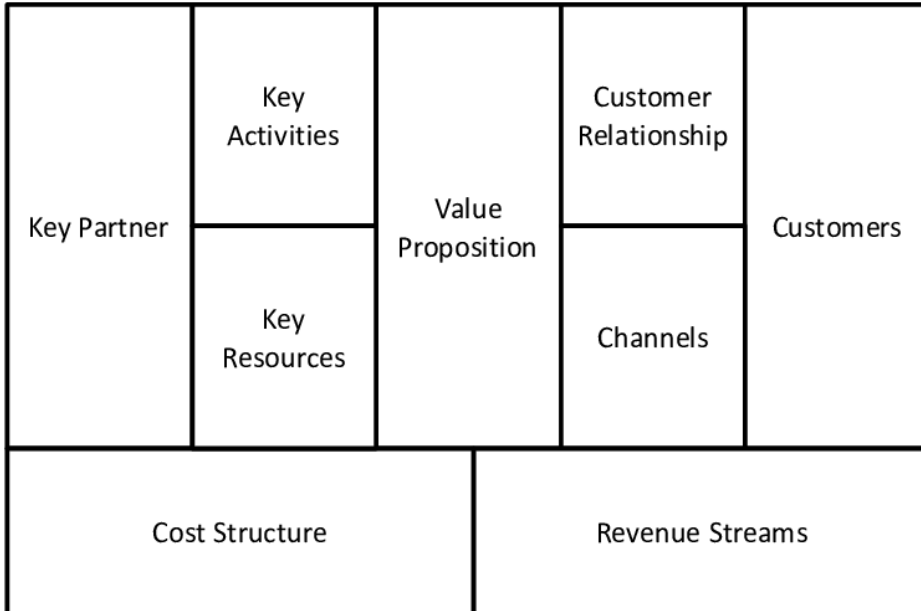 Key Partner
Key
Activities
Key
Resources
Value
Proposition
Customer
Relationship
Channels
Customers
Cost Structure
Revenue Streams